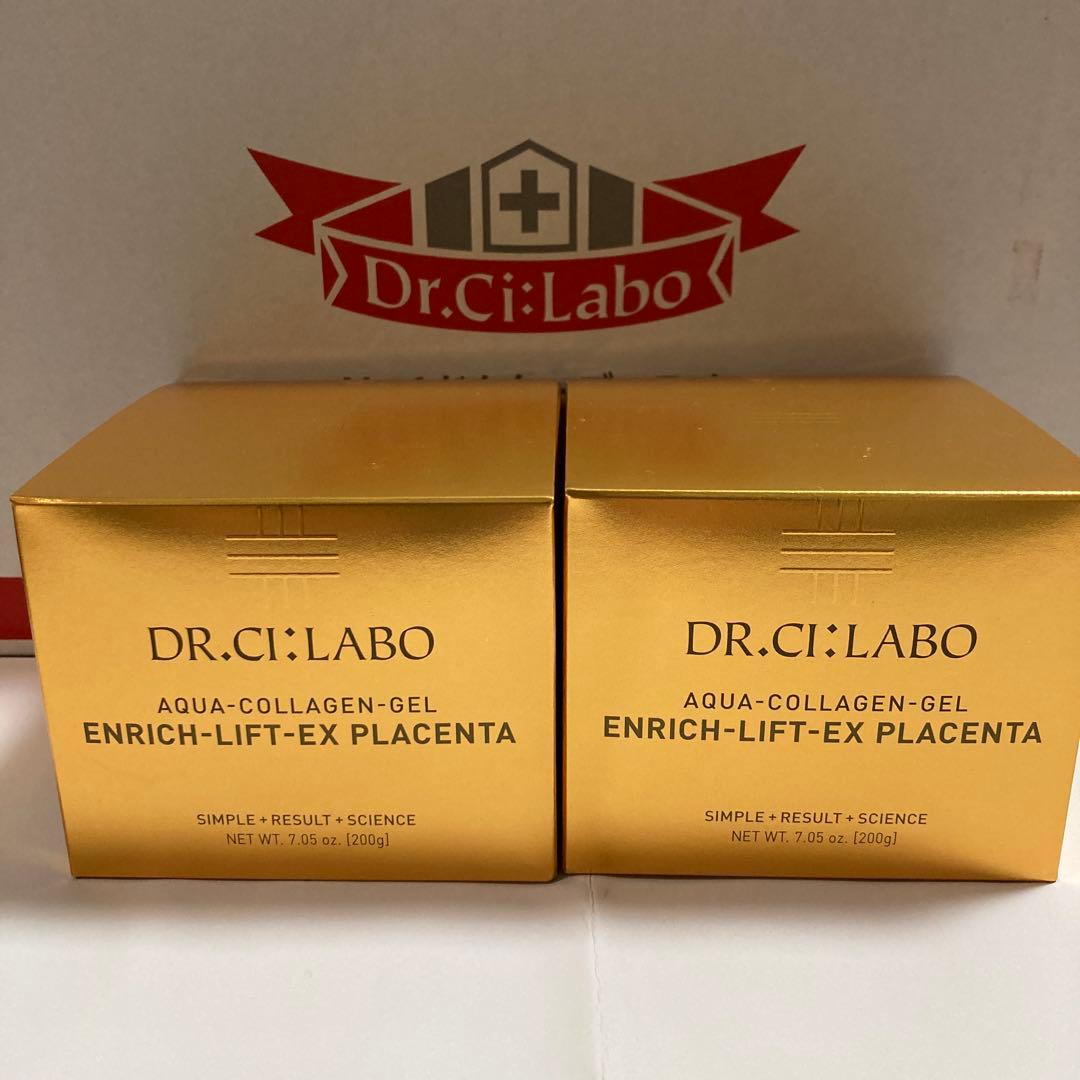 Dr.Ci:Labo
DR.CI:LABO
AQUA-COLLAGEN-GEL
ENRICH-LIFT-EX PLACENTA
SIMPLE + RESULT + SCIENCE
NET WT. 7.05 oz. [200g]
DR.CI:LABO
AQUA-COLLAGEN-GEL
ENRICH-LIFT-EX PLACENTA
SIMPLE + RESULT + SCIENCE
NET WT. 7.05 oz. [200g]